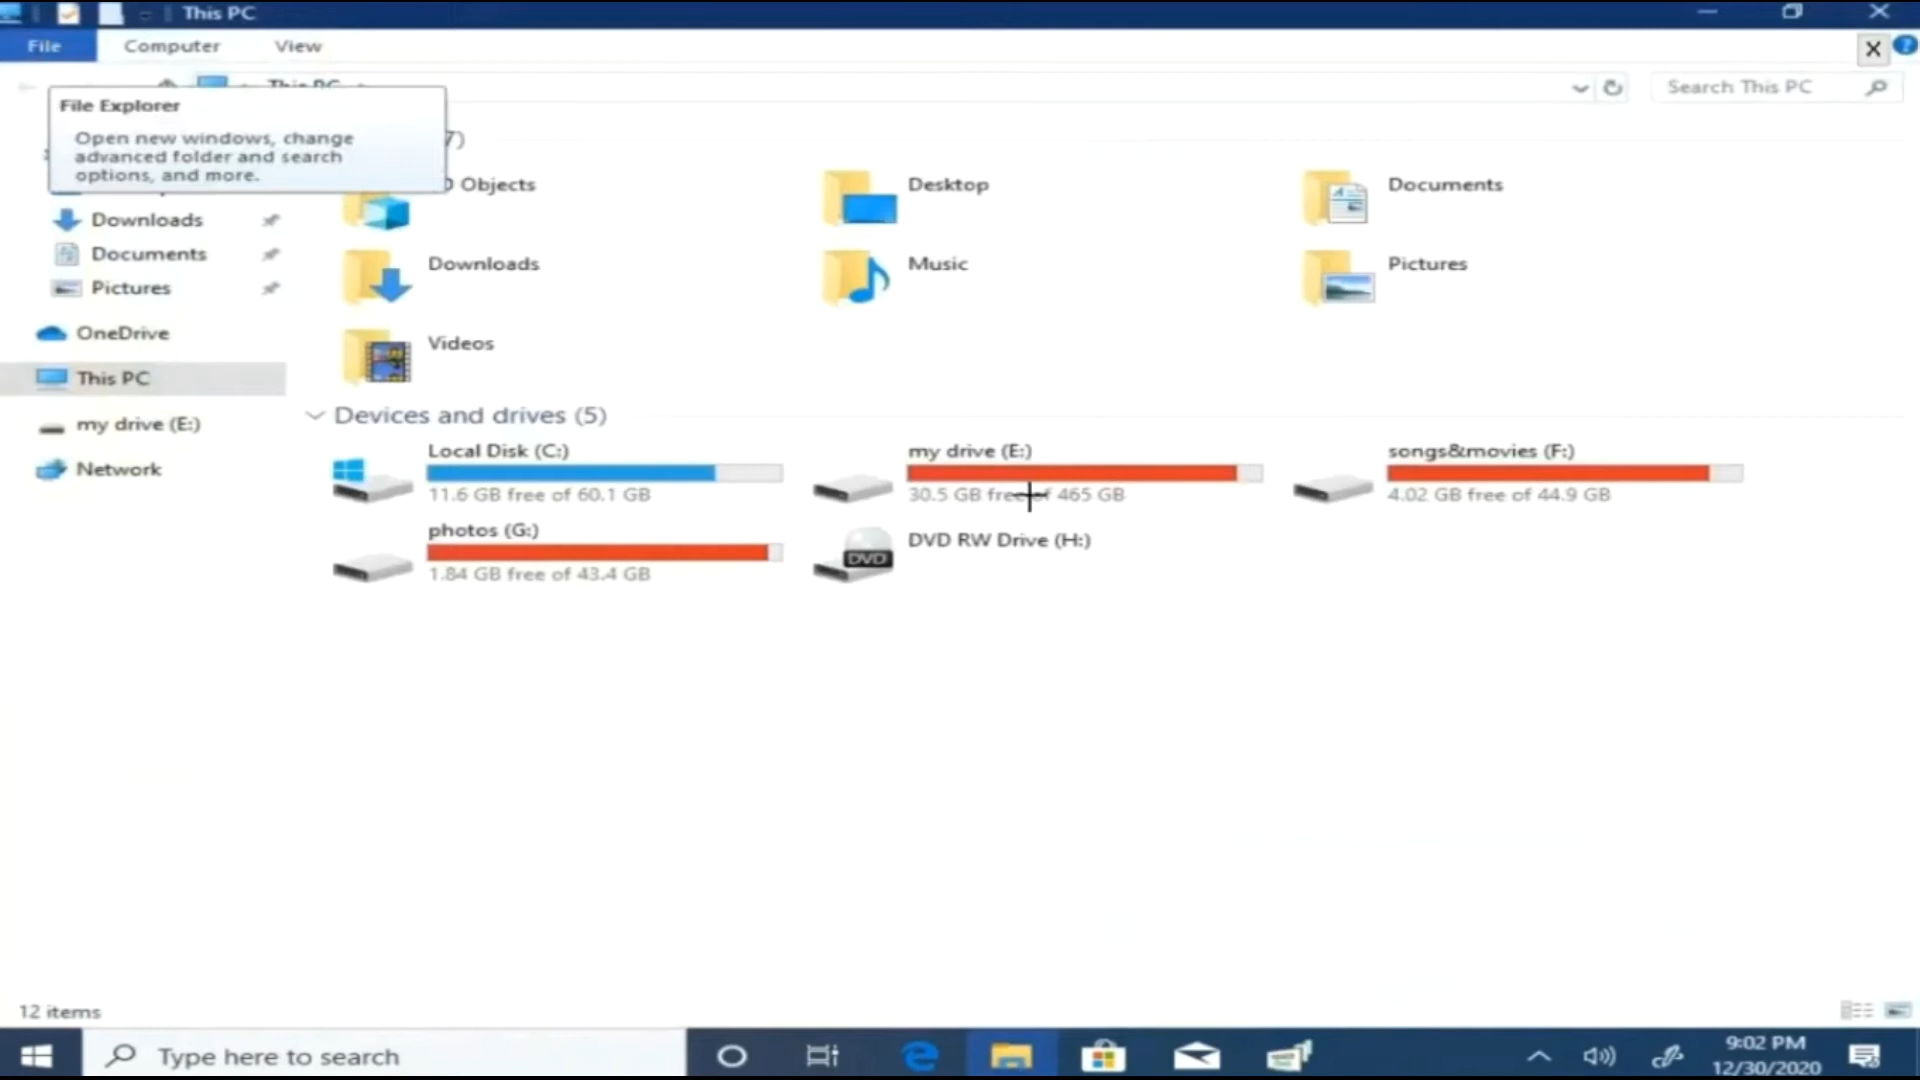 This PC
File
Computer
View
X
?
This PC
Search This PC
File Explorer
Open new windows, change
advanced folder and search
options, and more.
7)
Objects
Desktop
Documents
Downloads
Documents
Pictures
OneDrive
This PC
my drive (E:)
Network
Downloads
Music
Pictures
Videos
Devices and drives (5)
Local Disk (C:)
11.6 GB free of 60.1 GB
my drive (E:)
30.5 GB free of 465 GB
songs&movies (F:)
4.02 GB free of 44.9 GB
photos (G:)
1.84 GB free of 43.4 GB
DVD
DVD RW Drive (H:)
12 items
Type here to search
9:02 PM
12/30/2020